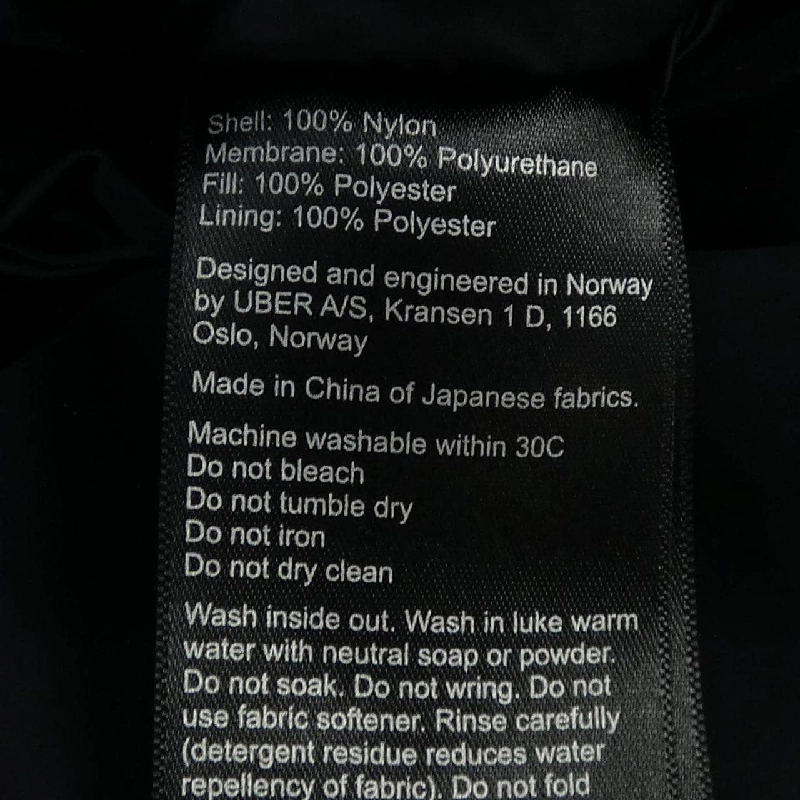 Shell: 100% Nylon
Membrane: 100% Polyurethane
Fill: 100% Polyester
Lining: 100% Polyester
Designed and engineered in Norway
by UBER A/S, Kransen 1 D, 1166
Oslo, Norway
Made in China of Japanese fabrics.
Machine washable within 30C
Do not bleach
Do not tumble dry
Do not iron
Do not dry clean
Wash inside out. Wash in luke warm
water with neutral soap or powder.
Do not soak. Do not wring. Do not
use fabric softener. Rinse carefully
(detergent residue reduces water
repellency of fabric). Do not fold